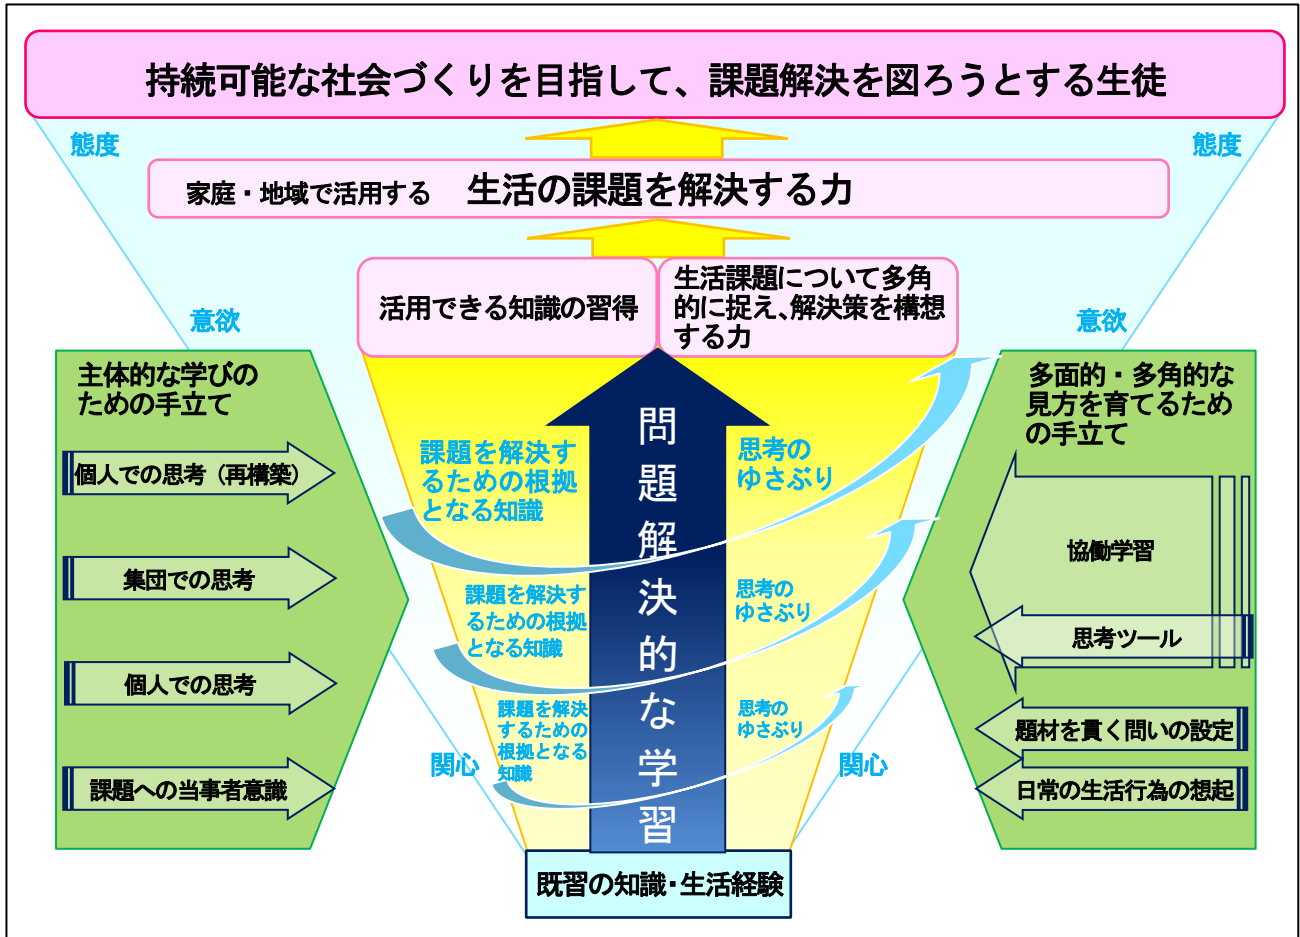 持続可能な社会づくりを目指して、課題解決を図ろうとする生徒
態度
態度
家庭・地域で活用する 生活の課題を解決する力
活用できる知識の習得
生活課題について多角
的に捉え、解決策を構想
する力
意欲
意欲
主体的な学びの
ための手立て
個人での思考（再構築）
集団での思考
個人での思考
課題への当事者意識
問題解決的な学習
課題を解決す
るための根拠
となる知識
思考の
ゆさぶり
課題を解決す
るための根拠
となる知識
思考の
ゆさぶり
課題を解決
するための
根拠となる
知識
思考の
ゆさぶり
関心
関心
多面的・多角的な
見方を育てるため
の手立て
協働学習
思考ツール
題材を貫く問いの設定
日常の生活行為の想起
既習の知識・生活経験